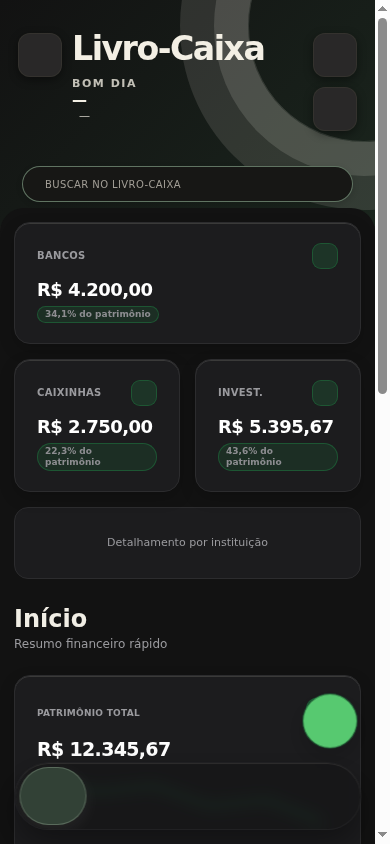 Livro-Caixa
BOM DIA
—
—
BUSCAR NO LIVRO-CAIXA
BANCOS
R$ 4.200,00
34,1% do patrimônio
CAIXINHAS
R$ 2.750,00
22,3% do
patrimônio
INVEST.
R$ 5.395,67
43,6% do
patrimônio
Detalhamento por instituição
Início
Resumo financeiro rápido
PATRIMÔNIO TOTAL
R$ 12.345,67